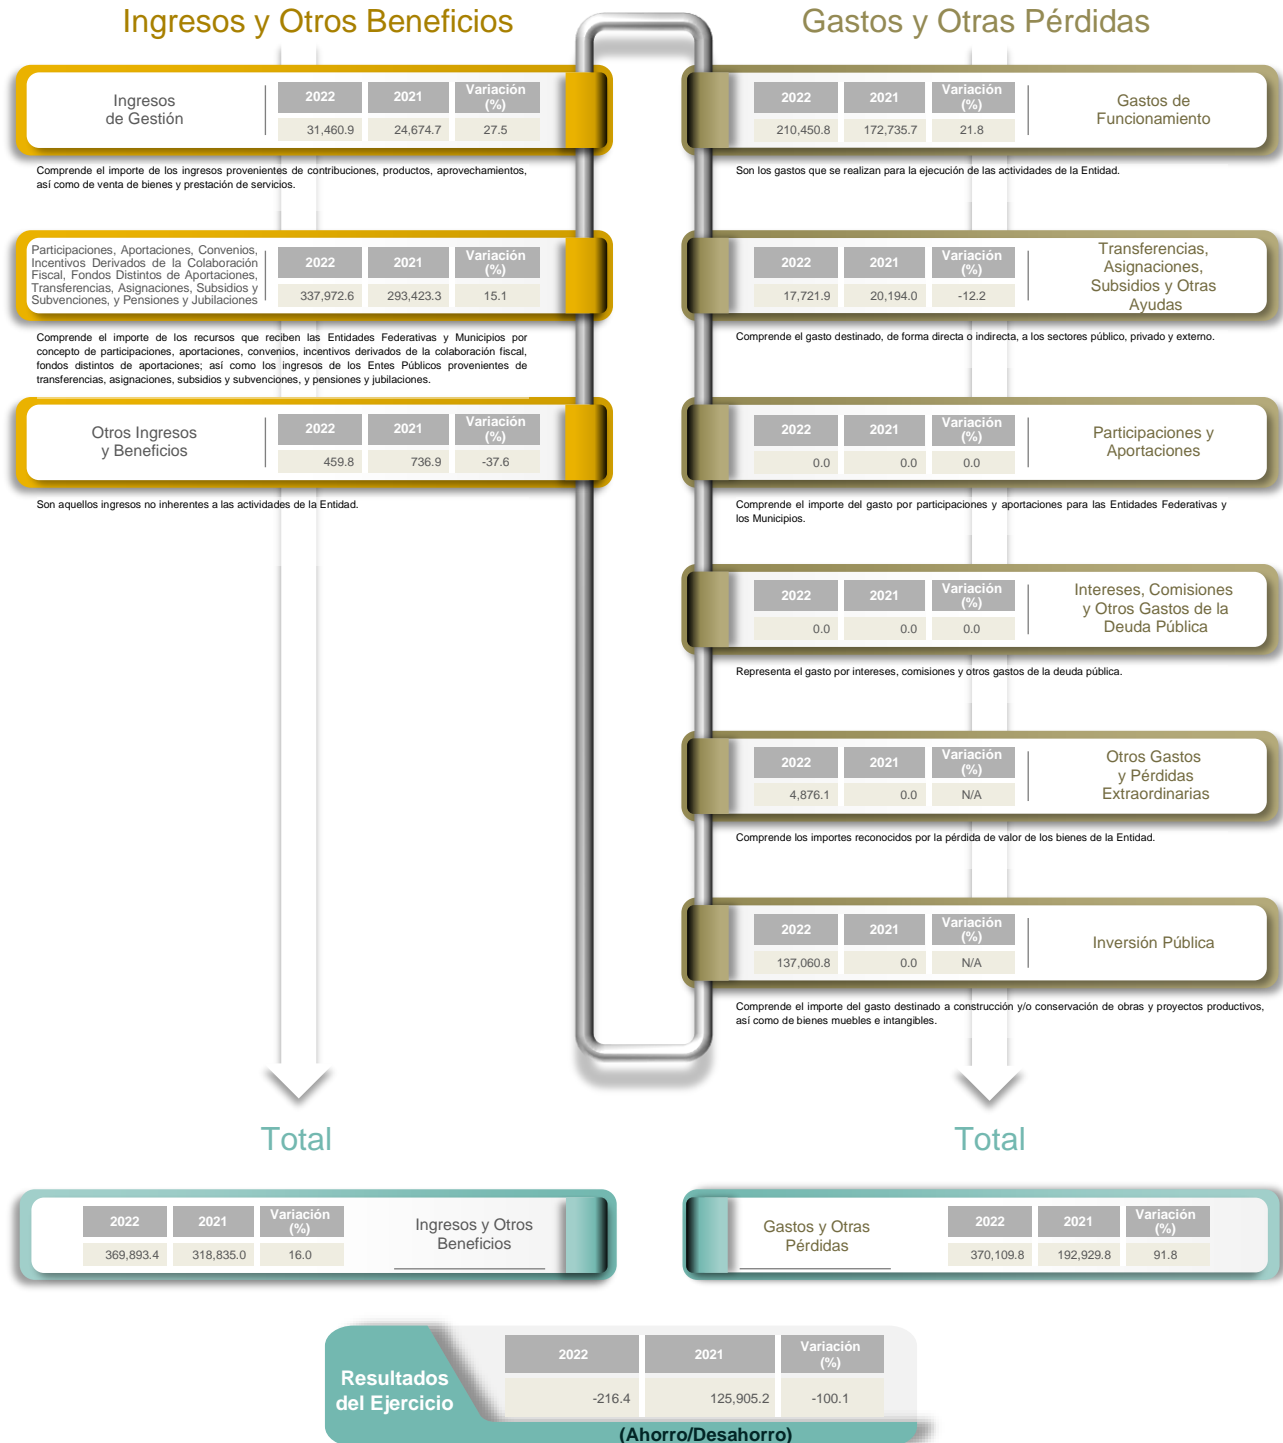 Ingresos y Otros Beneficios
Ingresos
de Gestión
2022 2021 Variación (%)
31,460.9 24,674.7 27.5
Comprende el importe de los ingresos provenientes de contribuciones, productos, aprovechamientos,
así como de venta de bienes y prestación de servicios.
Participaciones, Aportaciones, Convenios,
Incentivos Derivados de la Colaboración
Fiscal, Fondos Distintos de Aportaciones,
Transferencias, Asignaciones, Subsidios y
Subvenciones, y Pensiones y Jubilaciones
2022 2021 Variación (%)
337,972.6 293,423.3 15.1
Comprende el importe de los recursos que reciben las Entidades Federativas y Municipios por
concepto de participaciones, aportaciones, convenios, incentivos derivados de la colaboración fiscal,
fondos distintos de aportaciones; así como los ingresos de los Entes Públicos provenientes de
transferencias, asignaciones, subsidios y subvenciones, y pensiones y jubilaciones.
Otros Ingresos
y Beneficios
2022 2021 Variación (%)
459.8 736.9 -37.6
Son aquellos ingresos no inherentes a las actividades de la Entidad.
Gastos y Otras Pérdidas
2022 2021 Variación (%)
210,450.8 172,735.7 21.8
Gastos de
Funcionamiento
Son los gastos que se realizan para la ejecución de las actividades de la Entidad.
2022 2021 Variación (%)
17,721.9 20,194.0 -12.2
Transferencias,
Asignaciones,
Subsidios y Otras
Ayudas
Comprende el gasto destinado, de forma directa o indirecta, a los sectores público, privado y externo.
2022 2021 Variación (%)
0.0 0.0 0.0
Participaciones y
Aportaciones
Comprende el importe del gasto por participaciones y aportaciones para las Entidades Federativas y
los Municipios.
2022 2021 Variación (%)
0.0 0.0 0.0
Intereses, Comisiones
y Otros Gastos de la
Deuda Pública
Representa el gasto por intereses, comisiones y otros gastos de la deuda pública.
2022 2021 Variación (%)
4,876.1 0.0 N/A
Otros Gastos
y Pérdidas
Extraordinarias
Comprende los importes reconocidos por la pérdida de valor de los bienes de la Entidad.
2022 2021 Variación (%)
137,060.8 0.0 N/A
Inversión Pública
Comprende el importe del gasto destinado a construcción y/o conservación de obras y proyectos productivos,
así como de bienes muebles e intangibles.
Total
2022 2021 Variación (%)
369,893.4 318,835.0 16.0
Ingresos y Otros
Beneficios
Total
Gastos y Otras
Pérdidas
2022 2021 Variación (%)
370,109.8 192,929.8 91.8
Resultados
del Ejercicio
2022 2021 Variación (%)
-216.4 125,905.2 -100.1
(Ahorro/Desahorro)